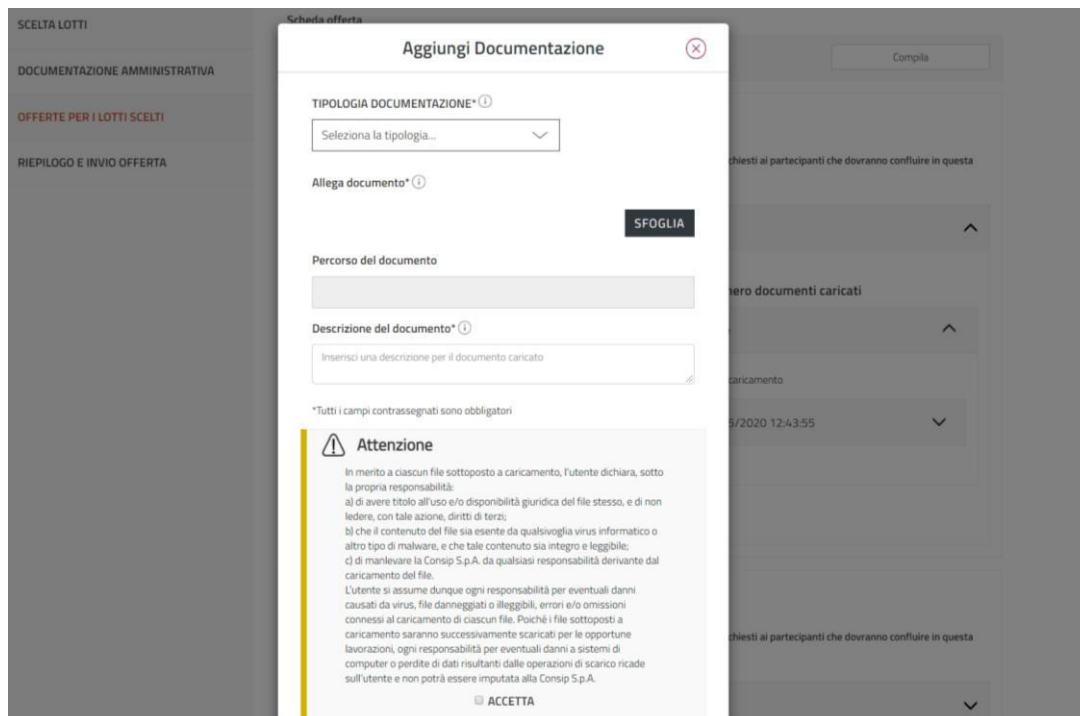 SCELTA LOTTI
DOCUMENTAZIONE AMMINISTRATIVA
OFFERTE PER I LOTTI SCELTI
RIEPILOGO E INVIO OFFERTA
Scheda offerta
Compila
Aggiungi Documentazione
TIPOLOGIA DOCUMENTAZIONE*
Seleziona la tipologia...
Allega documento*
SFOGLIA
Percorso del documento
Descrizione del documento*
Inserisci una descrizione per il documento caricato
*Tutti i campi contrassegnati sono obbligatori
Attenzione
In merito a ciascun file sottoposto a caricamento, l'utente dichiara, sotto
la propria responsabilità:
a) di avere titolo all'uso e/o disponibilità giuridica del file stesso, e di non
ledere, con tale azione, diritti di terzi;
b) che il contenuto del file sia esente da qualsivoglia virus informatico o
altro tipo di malware, e che tale contenuto sia integro e leggibile;
c) di manlevare la Consip S.p.A. da qualsiasi responsabilità derivante dal
caricamento del file.
L'utente si assume dunque ogni responsabilità per eventuali danni
causati da virus, file danneggiati o illeggibili, errori e/o omissioni
connessi al caricamento di ciascun file. Poiché i file sottoposti a
caricamento saranno successivamente scaricati per le opportune
lavorazioni, ogni responsabilità per eventuali danni a sistemi di
computer o perdite di dati risultanti dalle operazioni di scarico ricade
sull'utente e non potrà essere imputata alla Consip S.p.A.
ACCETTA
chiesti ai partecipanti che dovranno confluire in questa
nero documenti caricati
caricamento
5/2020 12:43:55
chiesti ai partecipanti che dovranno confluire in questa